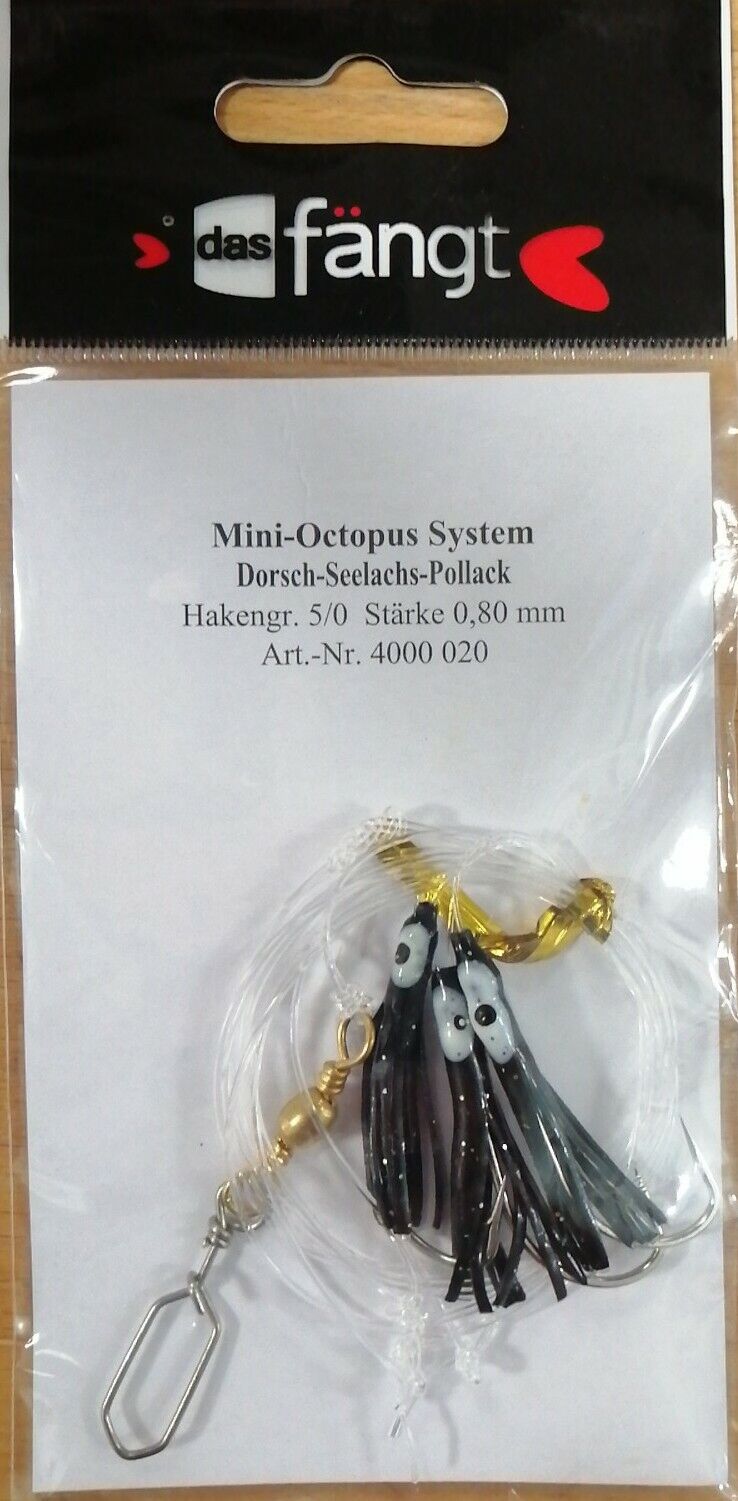 das fängt
Mini-Octopus System
Dorsch-Seelachs-Pollack
Hakengr. 5/0 Stärke 0,80 mm
Art.-Nr. 4000 020